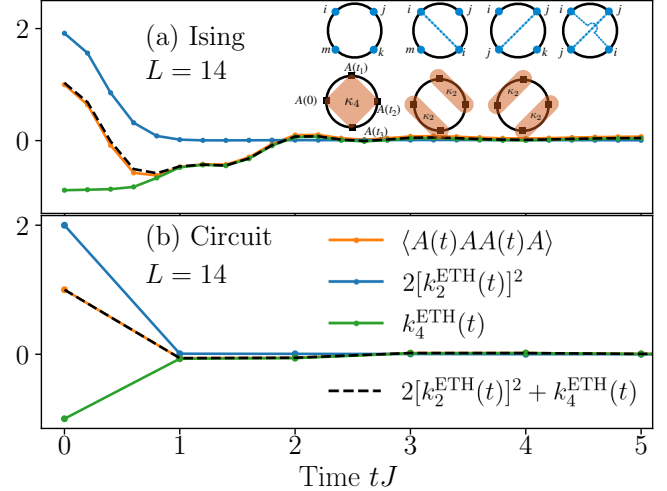 2
0
(a) Ising
L = 14
i j
m k
i j
m i
i j
j i
i j
j i
A(t₁)
A(0) κ₄ A(t₂)
A(t₃)
κ₂
κ₂
κ₂
κ₂
2
0
(b) Circuit
L = 14
⟨A(t)AA(t)A⟩
2[k₂ᴱᵀᴴ(t)]²
k₄ᴱᵀᴴ(t)
2[k₂ᴱᵀᴴ(t)]² + k₄ᴱᵀᴴ(t)
0 1 2 3 4 5
Time tJ